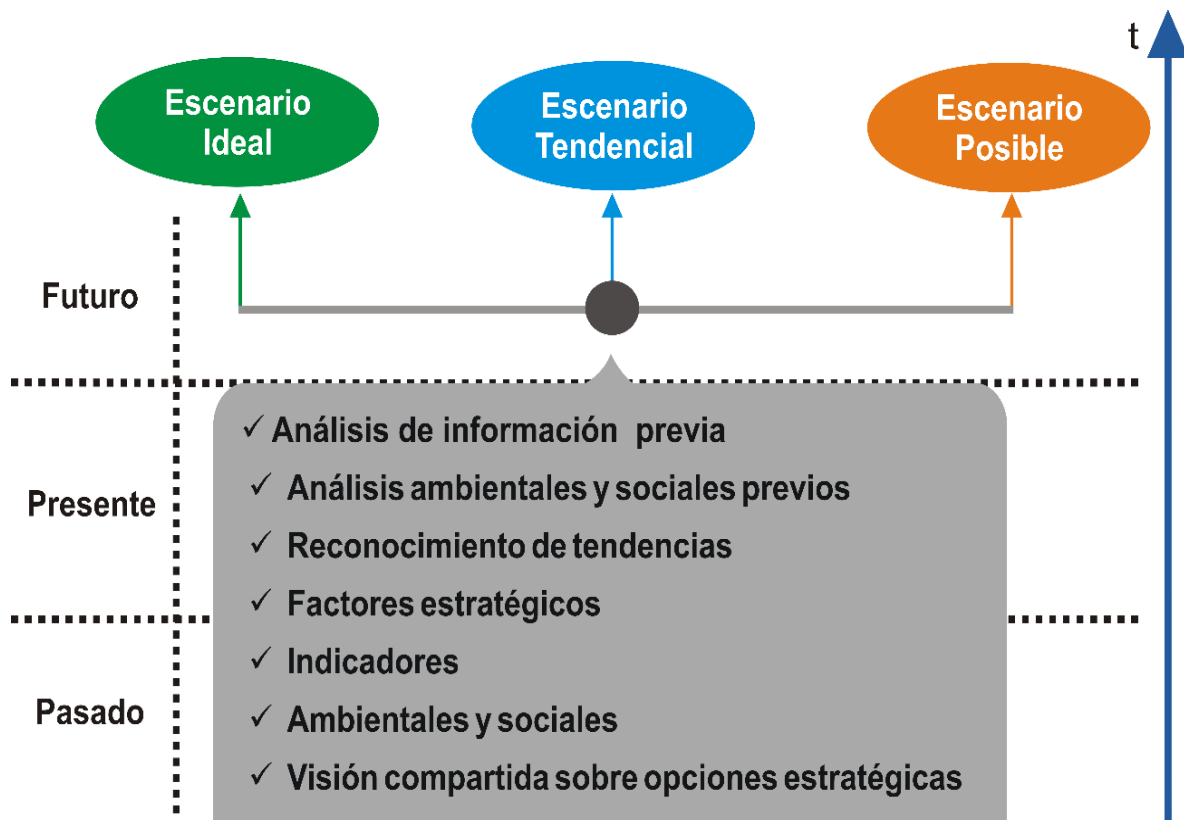 t
Escenario
Ideal
Escenario
Tendencial
Escenario
Posible
Futuro
Presente
Pasado
✓ Análisis de información previa
✓ Análisis ambientales y sociales previos
✓ Reconocimiento de tendencias
✓ Factores estratégicos
✓ Indicadores
✓ Ambientales y sociales
✓ Visión compartida sobre opciones estratégicas